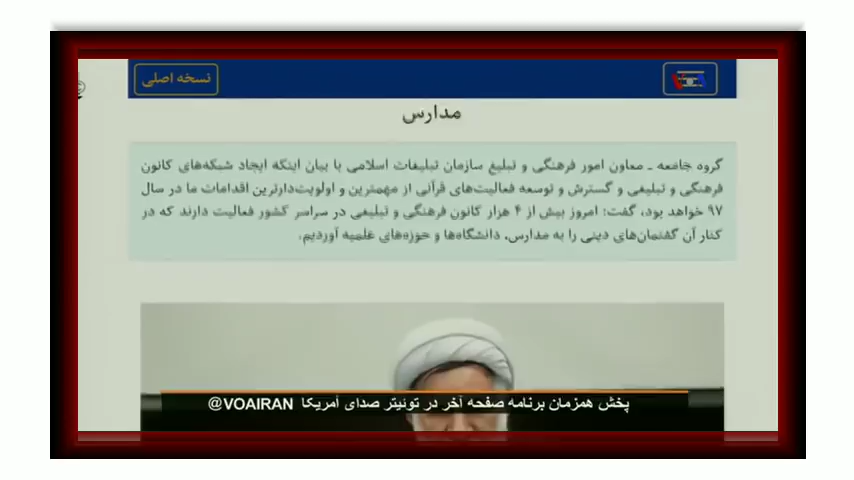 نسخه اصلی
مدارس
گروه جامعه ـ معاون امور فرهنگی و تبلیغ سازمان تبلیغات اسلامی با بیان اینکه ایجاد شبکه‌های کانون
فرهنگی و تبلیغی و گسترش و توسعه فعالیت‌های قرآنی از مهمترین و اولویت‌دارترین اقدامات ما در سال
۹۷ خواهد بود، گفت: امروز بیش از ۴ هزار کانون فرهنگی و تبلیغی در سراسر کشور فعالیت دارند که در
کنار آن گفتمان‌های دینی را به مدارس، دانشگاه‌ها و حوزه‌های علمیه آوردیم.
پخش همزمان برنامه صفحه آخر در توئیتر صدای آمریکا @VOAIRAN